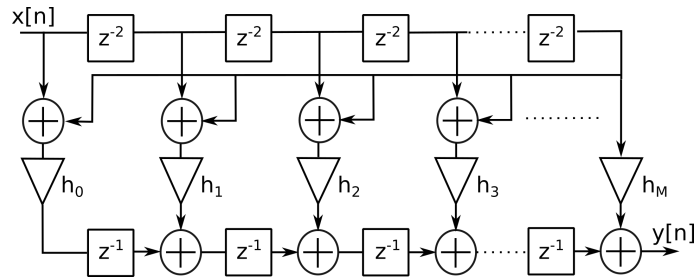 x[n]
z⁻² z⁻² z⁻² z⁻²
h₀ h₁ h₂ h₃ h_M
z⁻¹ z⁻¹ z⁻¹ z⁻¹ y[n]